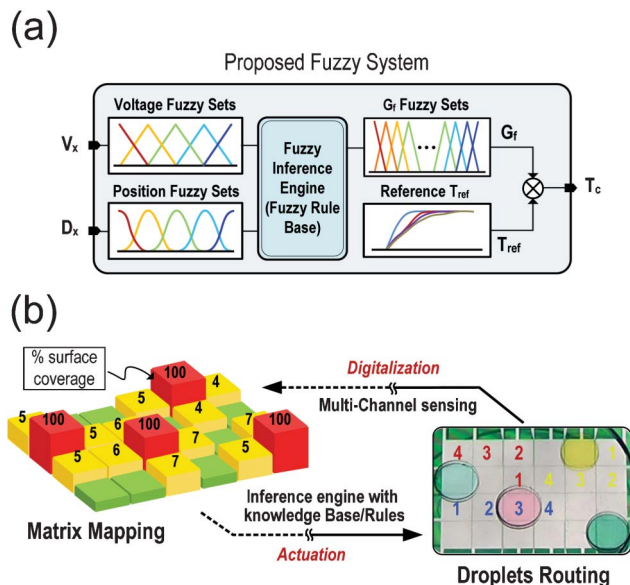 (a)
Proposed Fuzzy System
Voltage Fuzzy Sets
Gf Fuzzy Sets
Vx
Fuzzy
Inference
Engine
(Fuzzy Rule
Base)
Gf
Position Fuzzy Sets
Reference Tref
Tc
Dx
Tref
(b)
% surface
coverage
100
4
5
4
5
100
5
6
100
7
100
5
6
7
5
Matrix Mapping
Digitalization
Multi-Channel sensing
Inference engine with
knowledge Base/Rules
Actuation
4 3 2 1
1 4 3 2
1 2 3 4
Droplets Routing